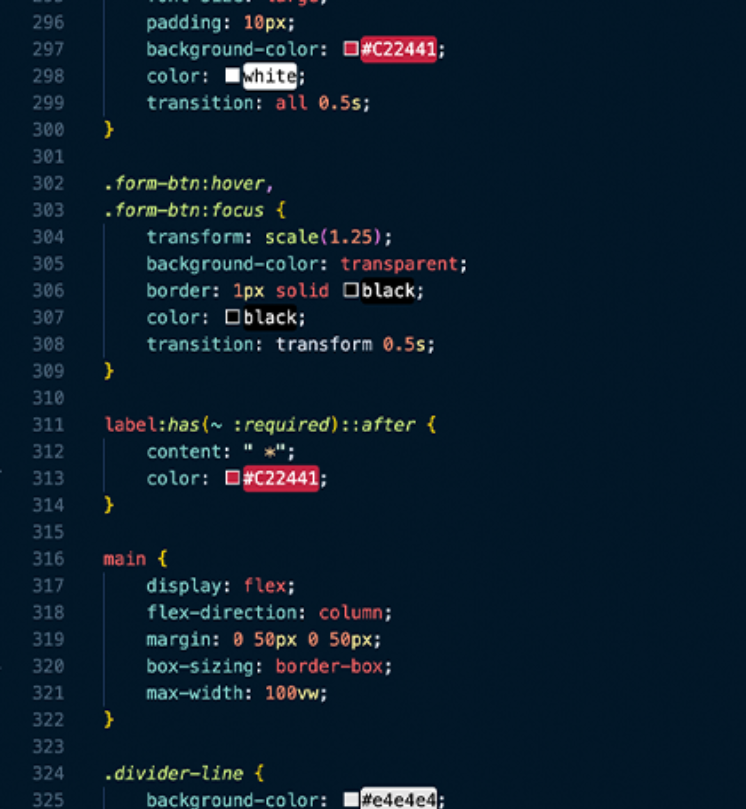 296 padding: 10px;
297 background-color: #C22441;
298 color: white;
299 transition: all 0.5s;
300 }
301
302 .form-btn:hover,
303 .form-btn:focus {
304 transform: scale(1.25);
305 background-color: transparent;
306 border: 1px solid black;
307 color: black;
308 transition: transform 0.5s;
309 }
310
311 label:has(~ :required)::after {
312 content: " *";
313 color: #C22441;
314 }
315
316 main {
317 display: flex;
318 flex-direction: column;
319 margin: 0 50px 0 50px;
320 box-sizing: border-box;
321 max-width: 100vw;
322 }
323
324 .divider-line {
325 background-color: #e4e4e4;